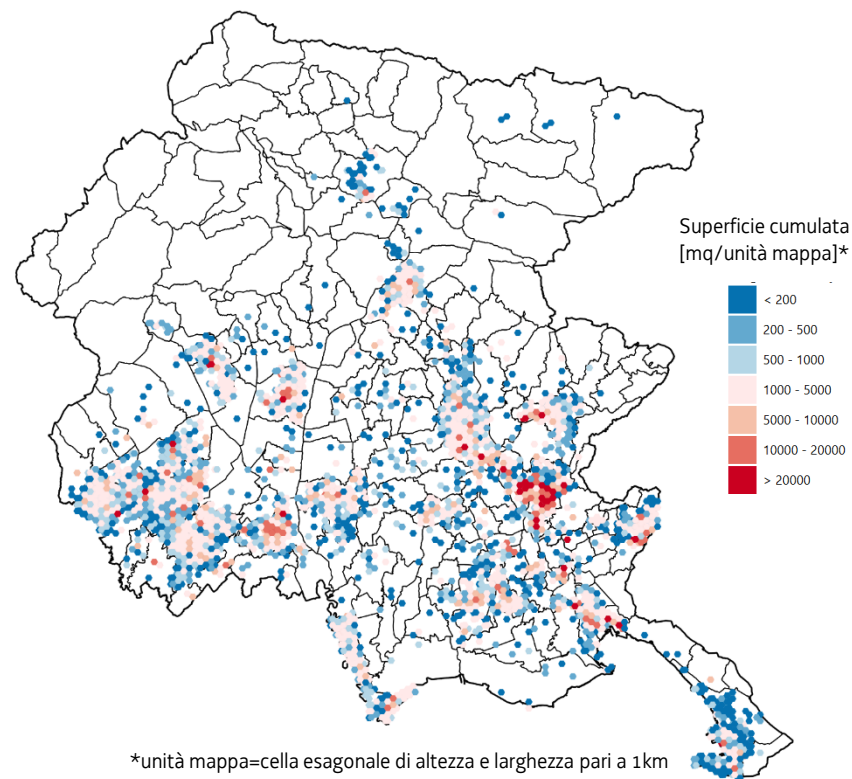 Superficie cumulata
[mq/unità mappa]*
< 200
200 - 500
500 - 1000
1000 - 5000
5000 - 10000
10000 - 20000
> 20000
*unità mappa=cella esagonale di altezza e larghezza pari a 1km